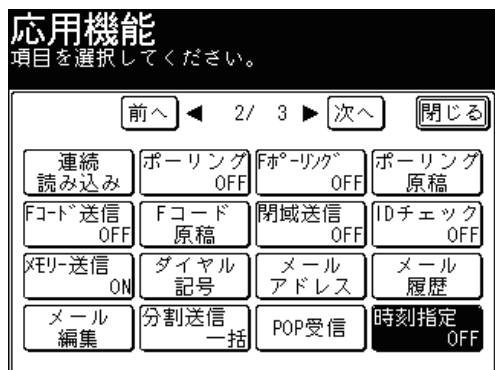 応用機能
項目を選択してください。
前へ ◀ 2/ 3 ▶ 次へ 閉じる
連続 ポーリング Fポーリング ポーリング
読み込み OFF OFF 原稿
Fコード送信 Fコード 閉域送信 IDチェック
OFF 原稿 OFF OFF
メモリー送信 ダイヤル メール メール
ON 記号 アドレス 履歴
メール 分割送信 POP受信 時刻指定
編集 一括 OFF